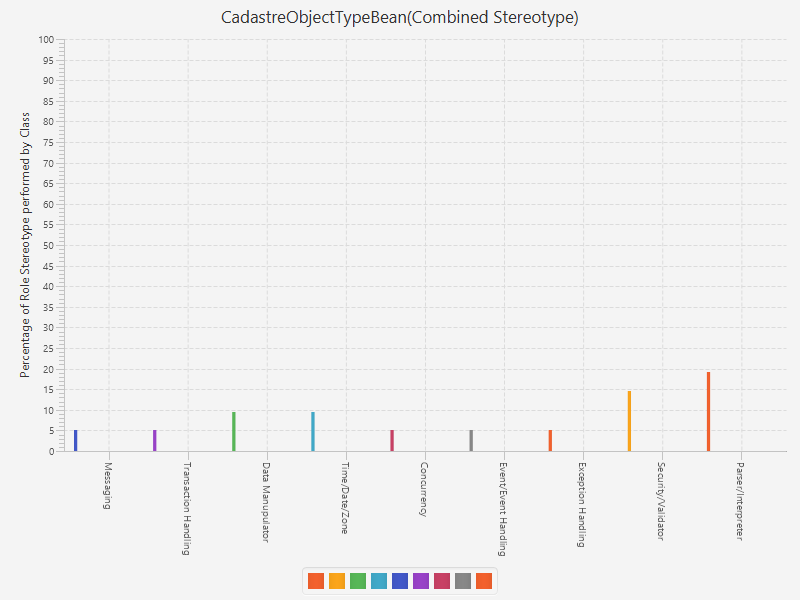 CadastreObjectTypeBean(Combined Stereotype)
Percentage of Role Stereotype performed by Class
100
95
90
85
80
75
70
65
60
55
50
45
40
35
30
25
20
15
10
5
0
Messaging
Transaction Handling
Data Manupulator
Time/Date/Zone
Concurrency
Event/Event Handling
Exception Handling
Security/Validator
Parser/Interpreter